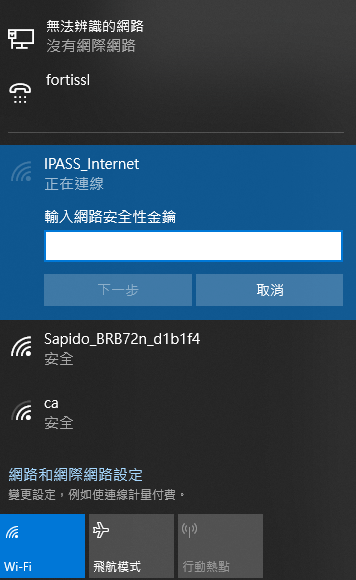 無法辨識的網路
沒有網際網路
fortissl
IPASS_Internet
正在連線
輸入網路安全性金鑰
下一步
取消
Sapido_BRB72n_d1b1f4
安全
ca
安全
網路和網際網路設定
變更設定，例如使連線計量付費。
Wi-Fi
飛航模式
行動熱點